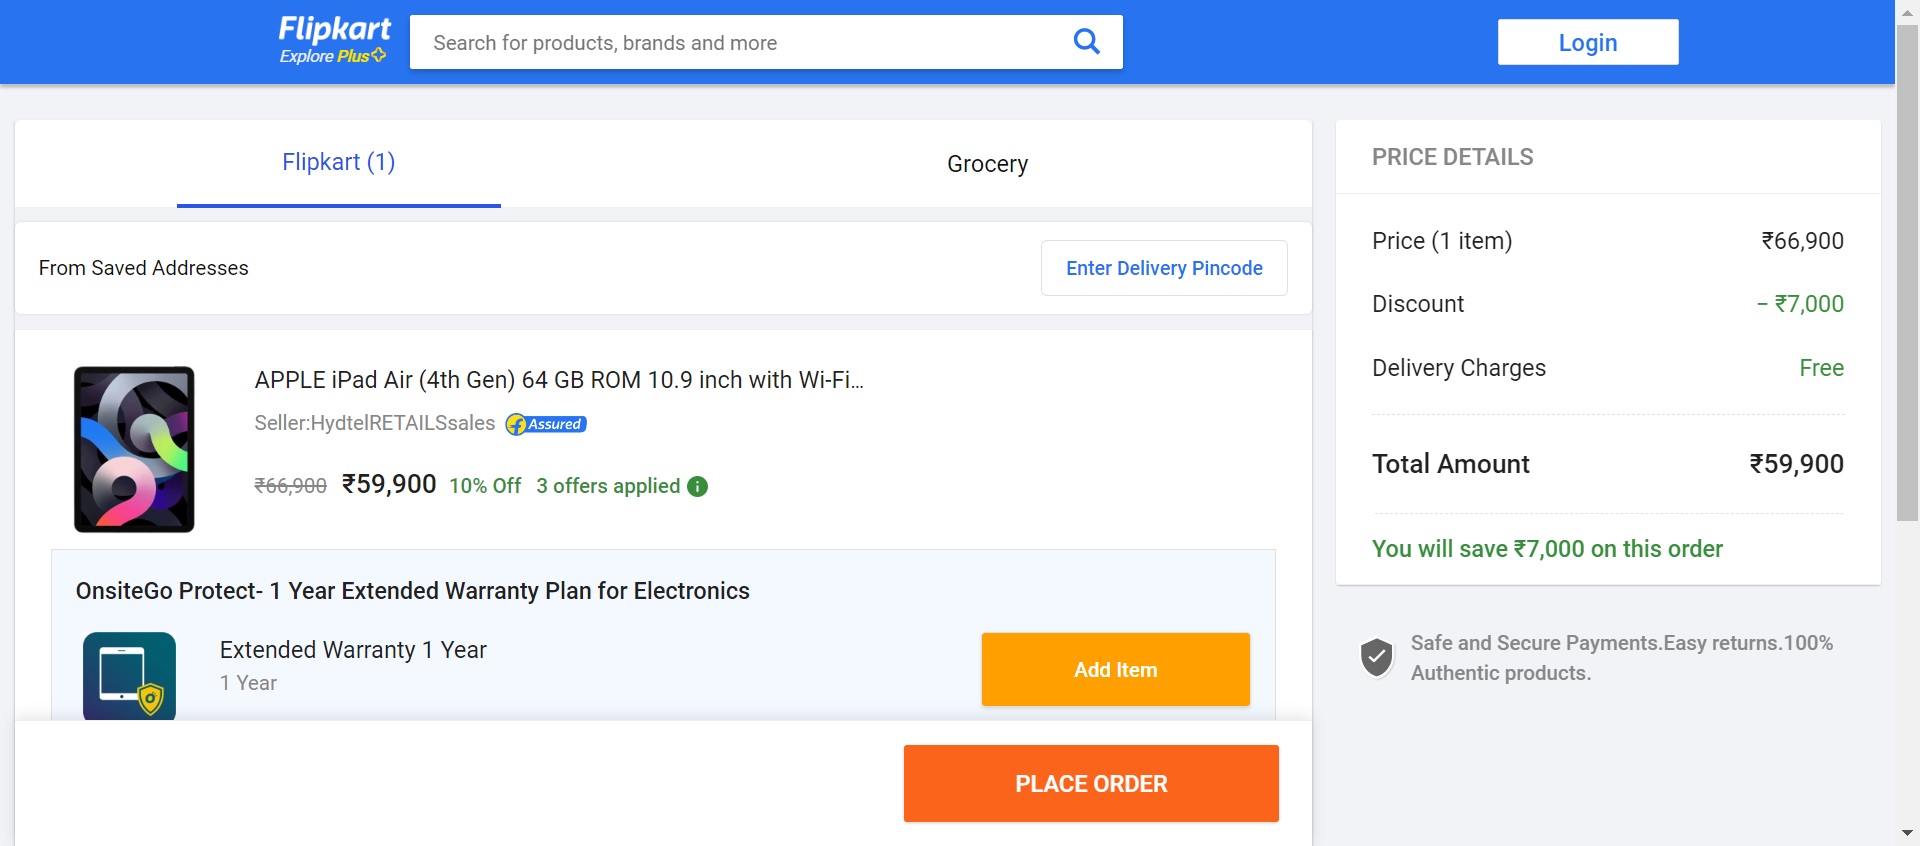 Flipkart
Explore Plus
Search for products, brands and more
Login
Flipkart (1)
Grocery
From Saved Addresses
Enter Delivery Pincode
APPLE iPad Air (4th Gen) 64 GB ROM 10.9 inch with Wi-Fi...
Seller:HydtelRETAILSsales
f Assured
₹66,900 ₹59,900 10% Off 3 offers applied i
OnsiteGo Protect- 1 Year Extended Warranty Plan for Electronics
Extended Warranty 1 Year
1 Year
Add Item
PLACE ORDER
PRICE DETAILS
Price (1 item) ₹66,900
Discount − ₹7,000
Delivery Charges Free
Total Amount ₹59,900
You will save ₹7,000 on this order
Safe and Secure Payments.Easy returns.100%
Authentic products.